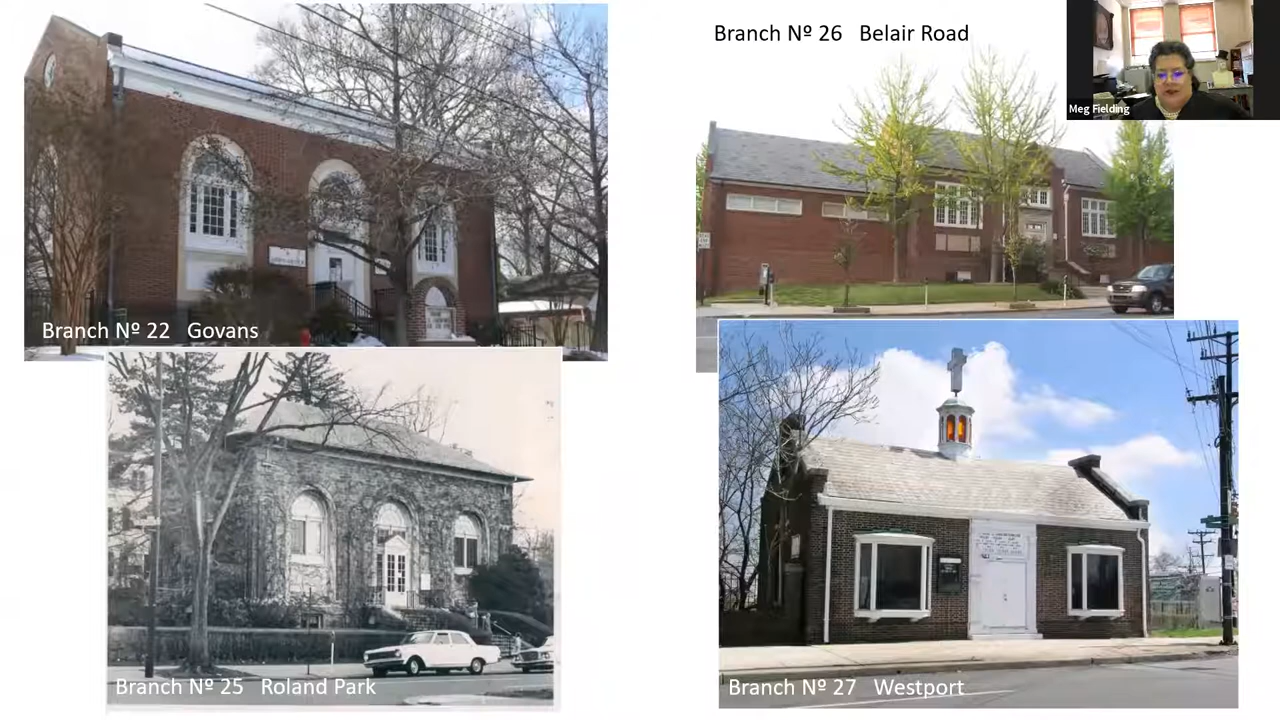 Branch Nº 26   Belair Road
Meg Fielding
Branch Nº 22   Govans
Branch Nº 25   Roland Park
Branch Nº 27   Westport